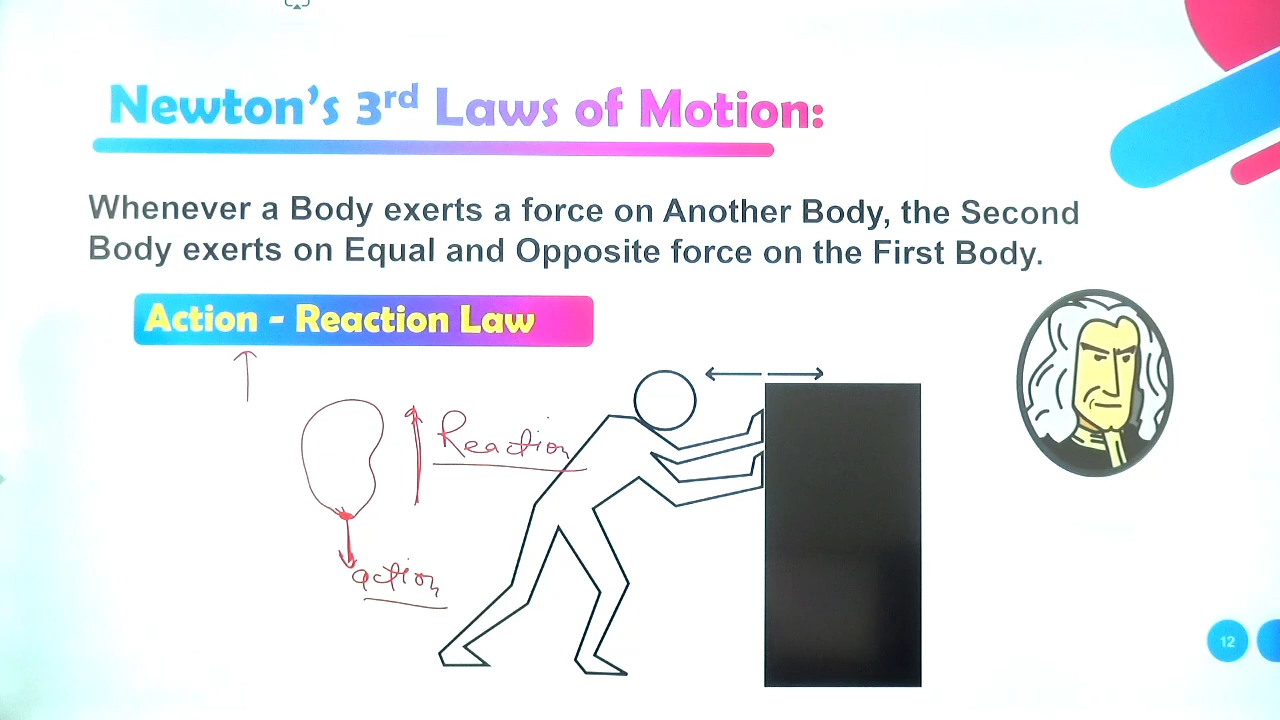 Newton's 3rd Laws of Motion:
Whenever a Body exerts a force on Another Body, the Second
Body exerts on Equal and Opposite force on the First Body.
Action - Reaction Law
Reaction
action
12